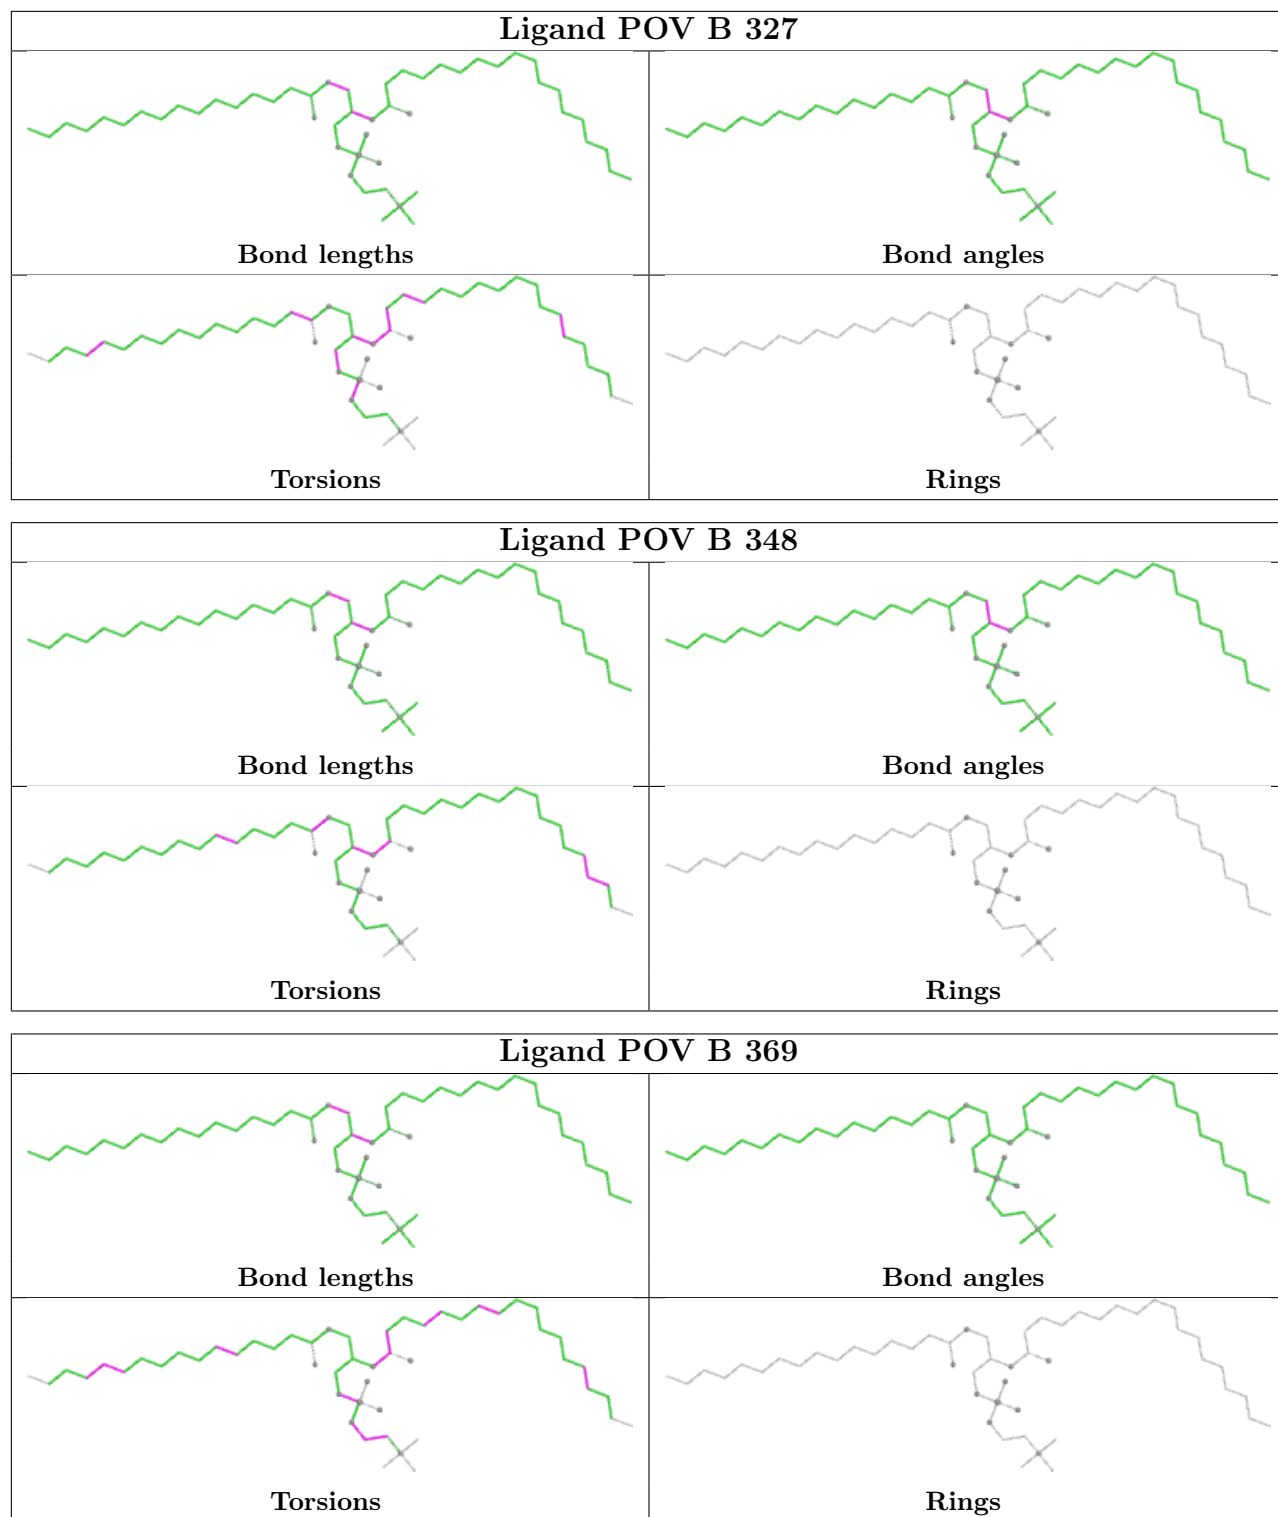 Ligand POV B 327
Bond lengths
Bond angles
Torsions
Rings
Ligand POV B 348
Bond lengths
Bond angles
Torsions
Rings
Ligand POV B 369
Bond lengths
Bond angles
Torsions
Rings